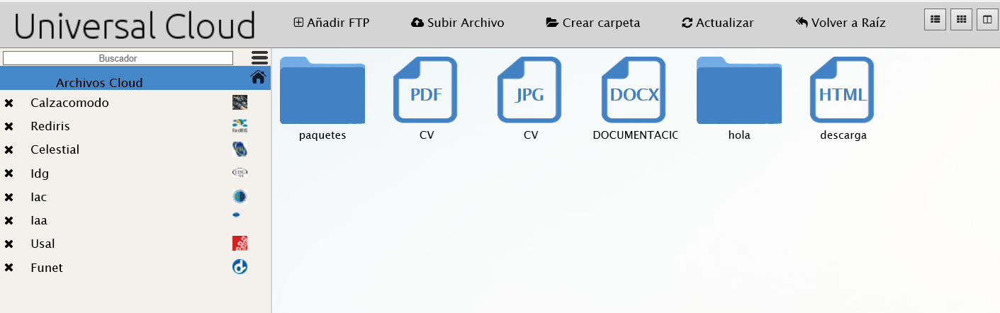 Universal Cloud
Añadir FTP
Subir Archivo
Crear carpeta
Actualizar
Volver a Raíz
Buscador
Archivos Cloud
Calzacomodo
Rediris
Celestial
Idg
Iac
Iaa
Usal
Funet
PDF
JPG
DOCX
HTML
paquetes
CV
CV
DOCUMENTACIC
hola
descarga